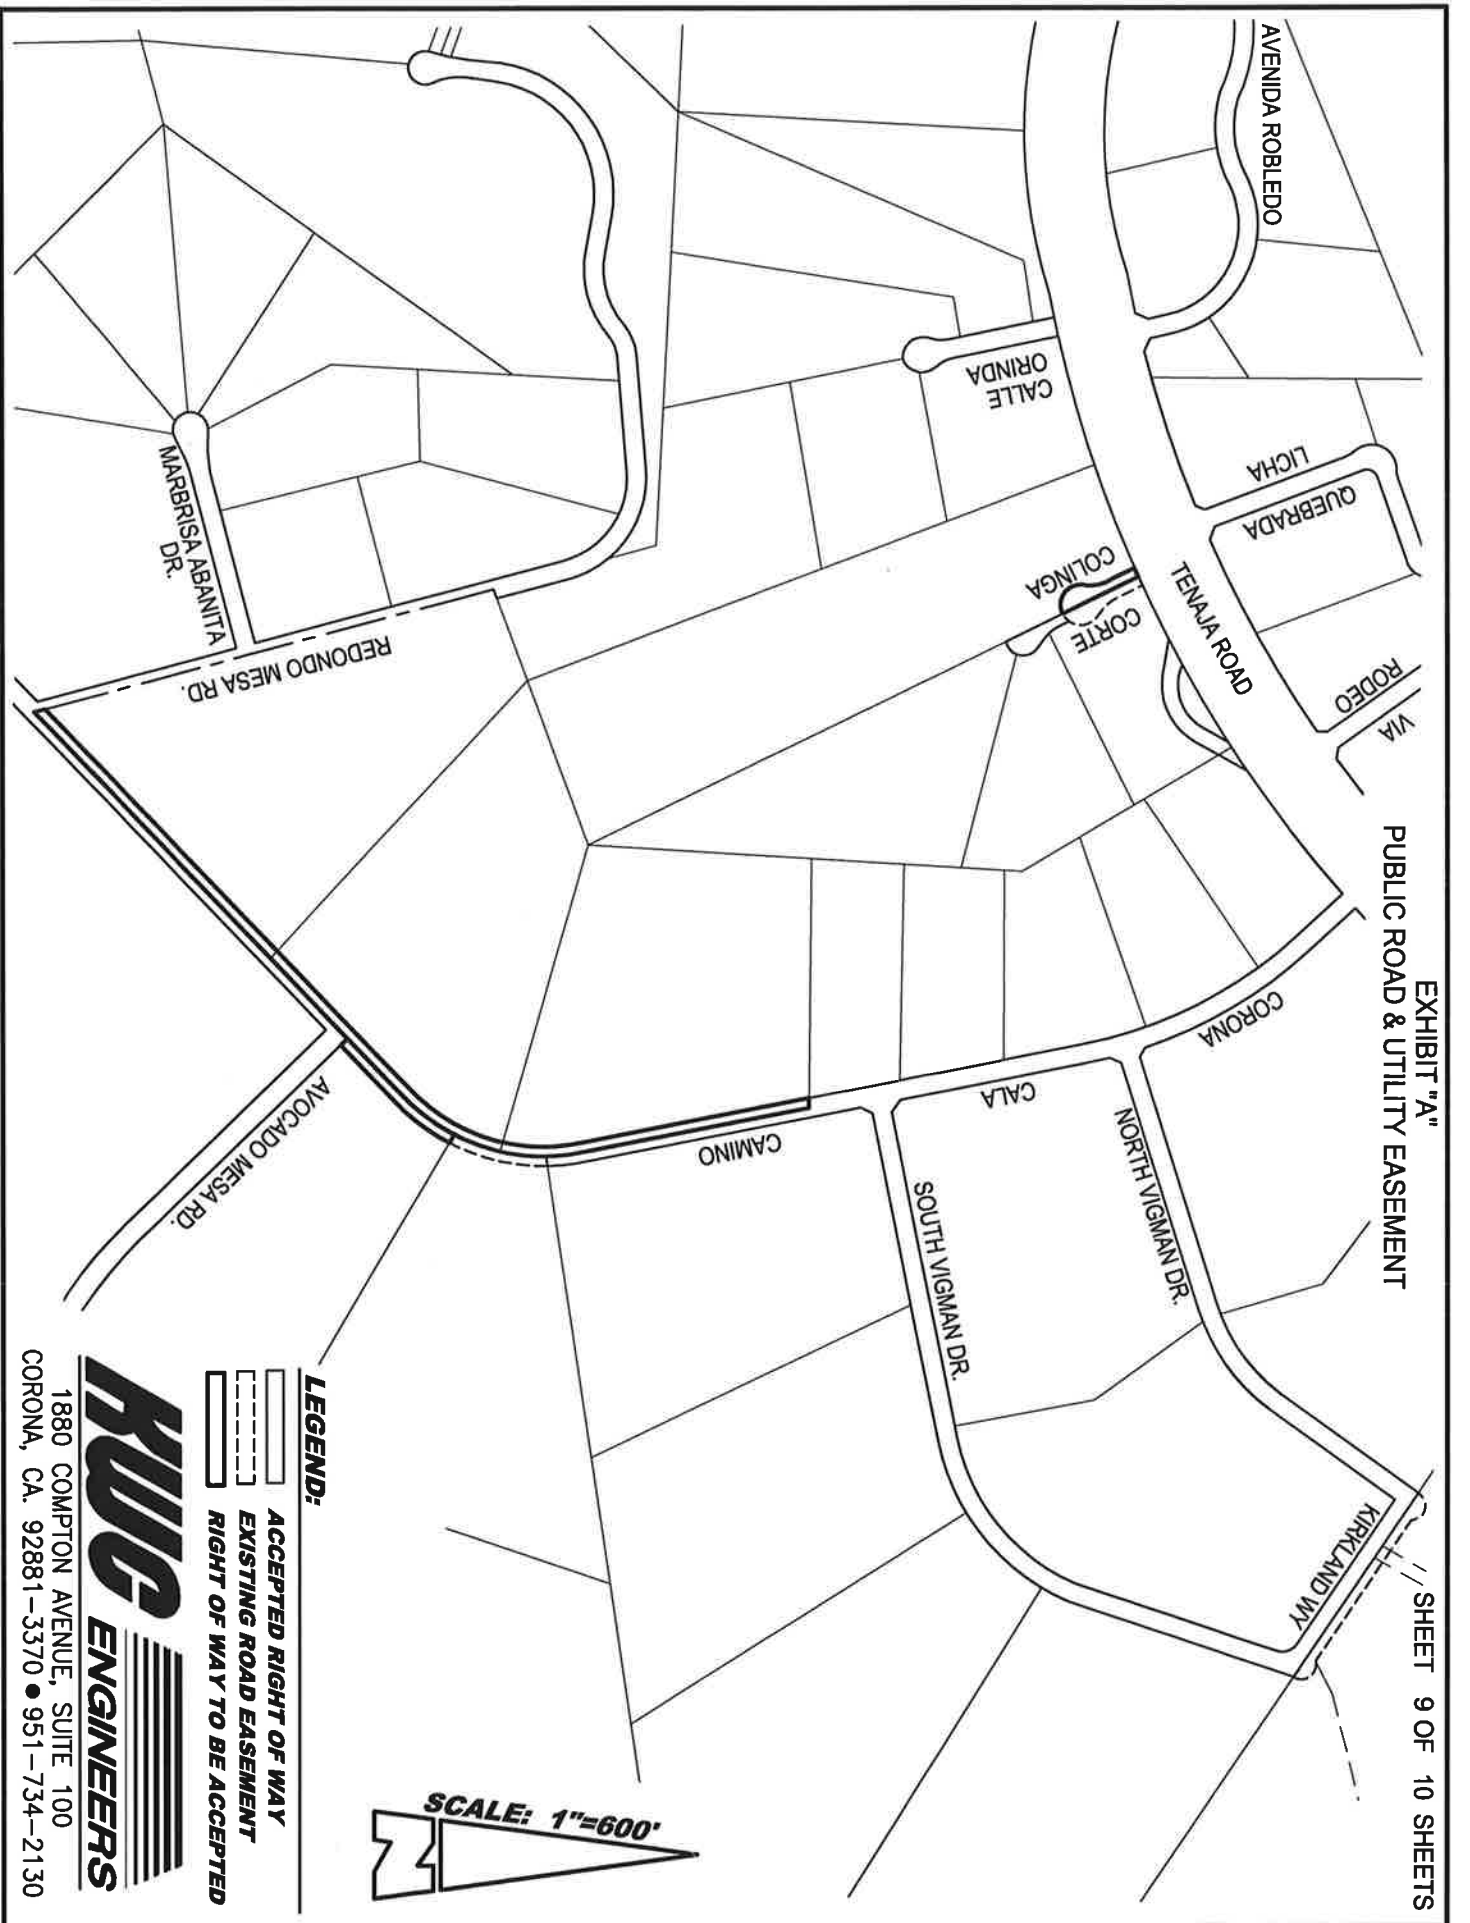 EXHIBIT "A"
PUBLIC ROAD & UTILITY EASEMENT
SHEET 9 OF 10 SHEETS
AVENIDA ROBLEDO
LICHA
QUEBRADA
VIA
RODEO
TENAJA ROAD
CALLE
ORINDA
CORTE
COLINGA
CORONA
CALA
CAMINO
NORTH VIGMAN DR.
SOUTH VIGMAN DR.
KIRKLAND WY
REDONDO MESA RD.
MARBRISA ABANITA
DR.
AVOCADO MESA RD.
SCALE: 1"=600'
N
LEGEND:
ACCEPTED RIGHT OF WAY
EXISTING ROAD EASEMENT
RIGHT OF WAY TO BE ACCEPTED
KWC ENGINEERS
1880 COMPTON AVENUE, SUITE 100
CORONA, CA. 92881-3370 ● 951-734-2130